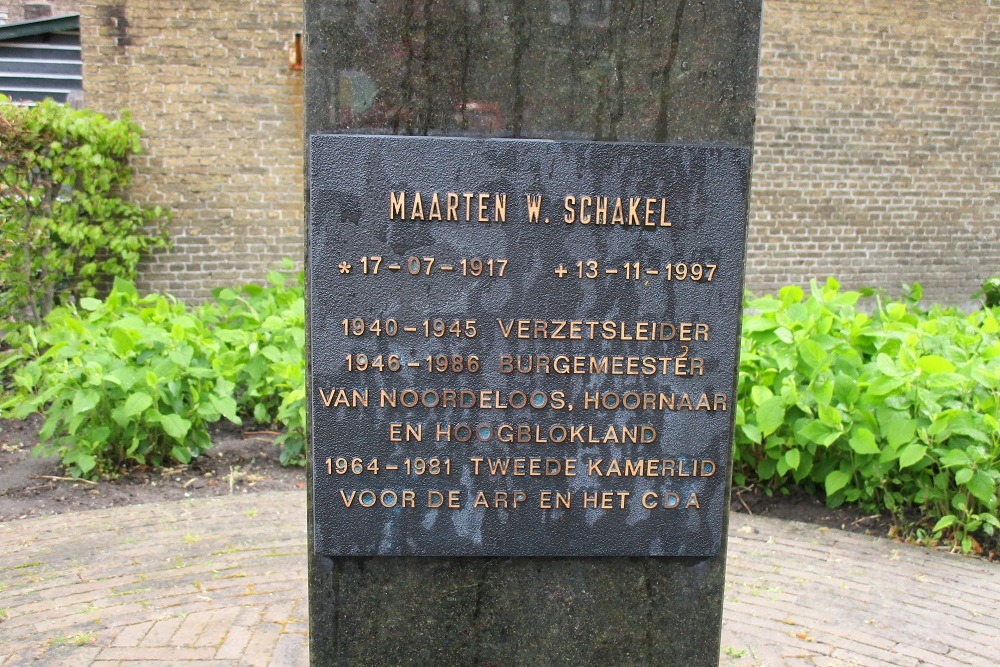 MAARTEN W. SCHAKEL
* 17-07-1917 + 13-11-1997
1940-1945 VERZETSLEIDER
1946-1986 BURGEMEESTER
VAN NOORDELOOS, HOORNAAR
EN HOOGBLOKLAND
1964-1981 TWEEDE KAMERLID
VOOR DE ARP EN HET CDA